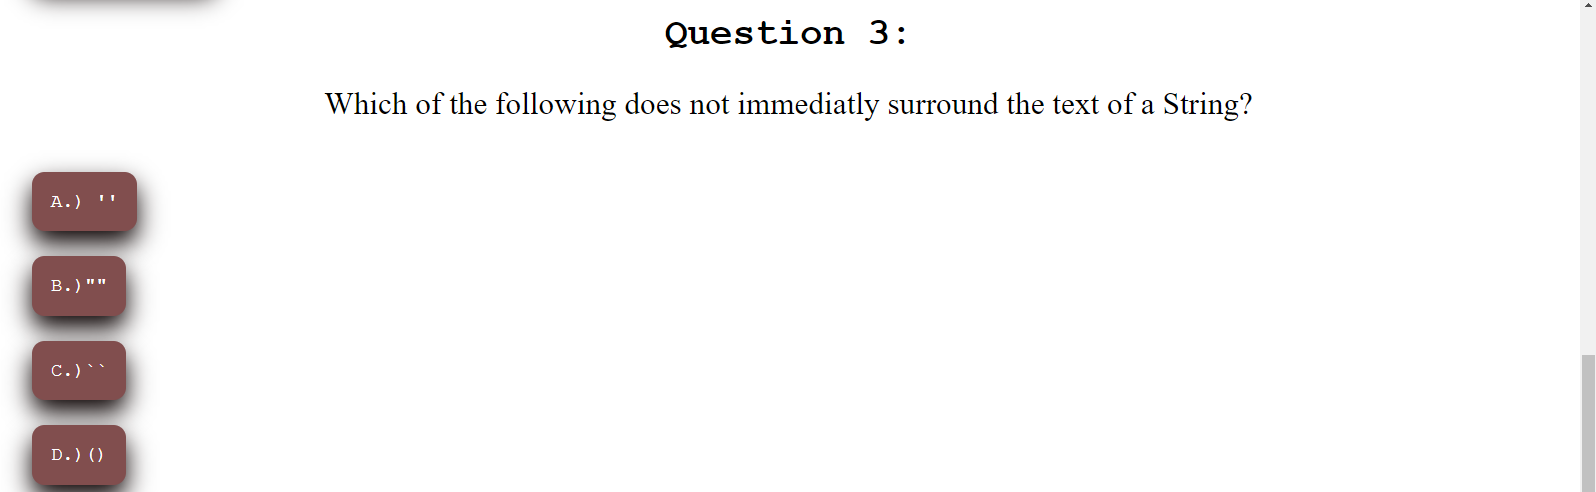 Question 3:
Which of the following does not immediatly surround the text of a String?
A.) ''
B.)""
C.)``
D.)()